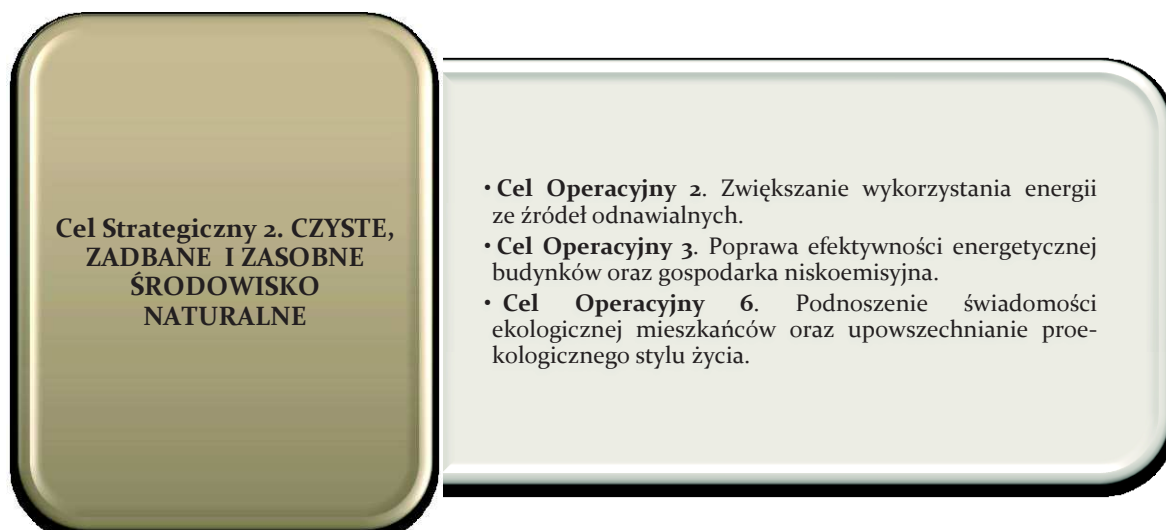 Cel Strategiczny 2. CZYSTE,
ZADBANE I ZASOBNE
ŚRODOWISKO
NATURALNE
• Cel Operacyjny 2. Zwiększanie wykorzystania energii
ze źródeł odnawialnych.
• Cel Operacyjny 3. Poprawa efektywności energetycznej
budynków oraz gospodarka niskoemisyjna.
• Cel Operacyjny 6. Podnoszenie świadomości
ekologicznej mieszkańców oraz upowszechnianie proe-
kologicznego stylu życia.